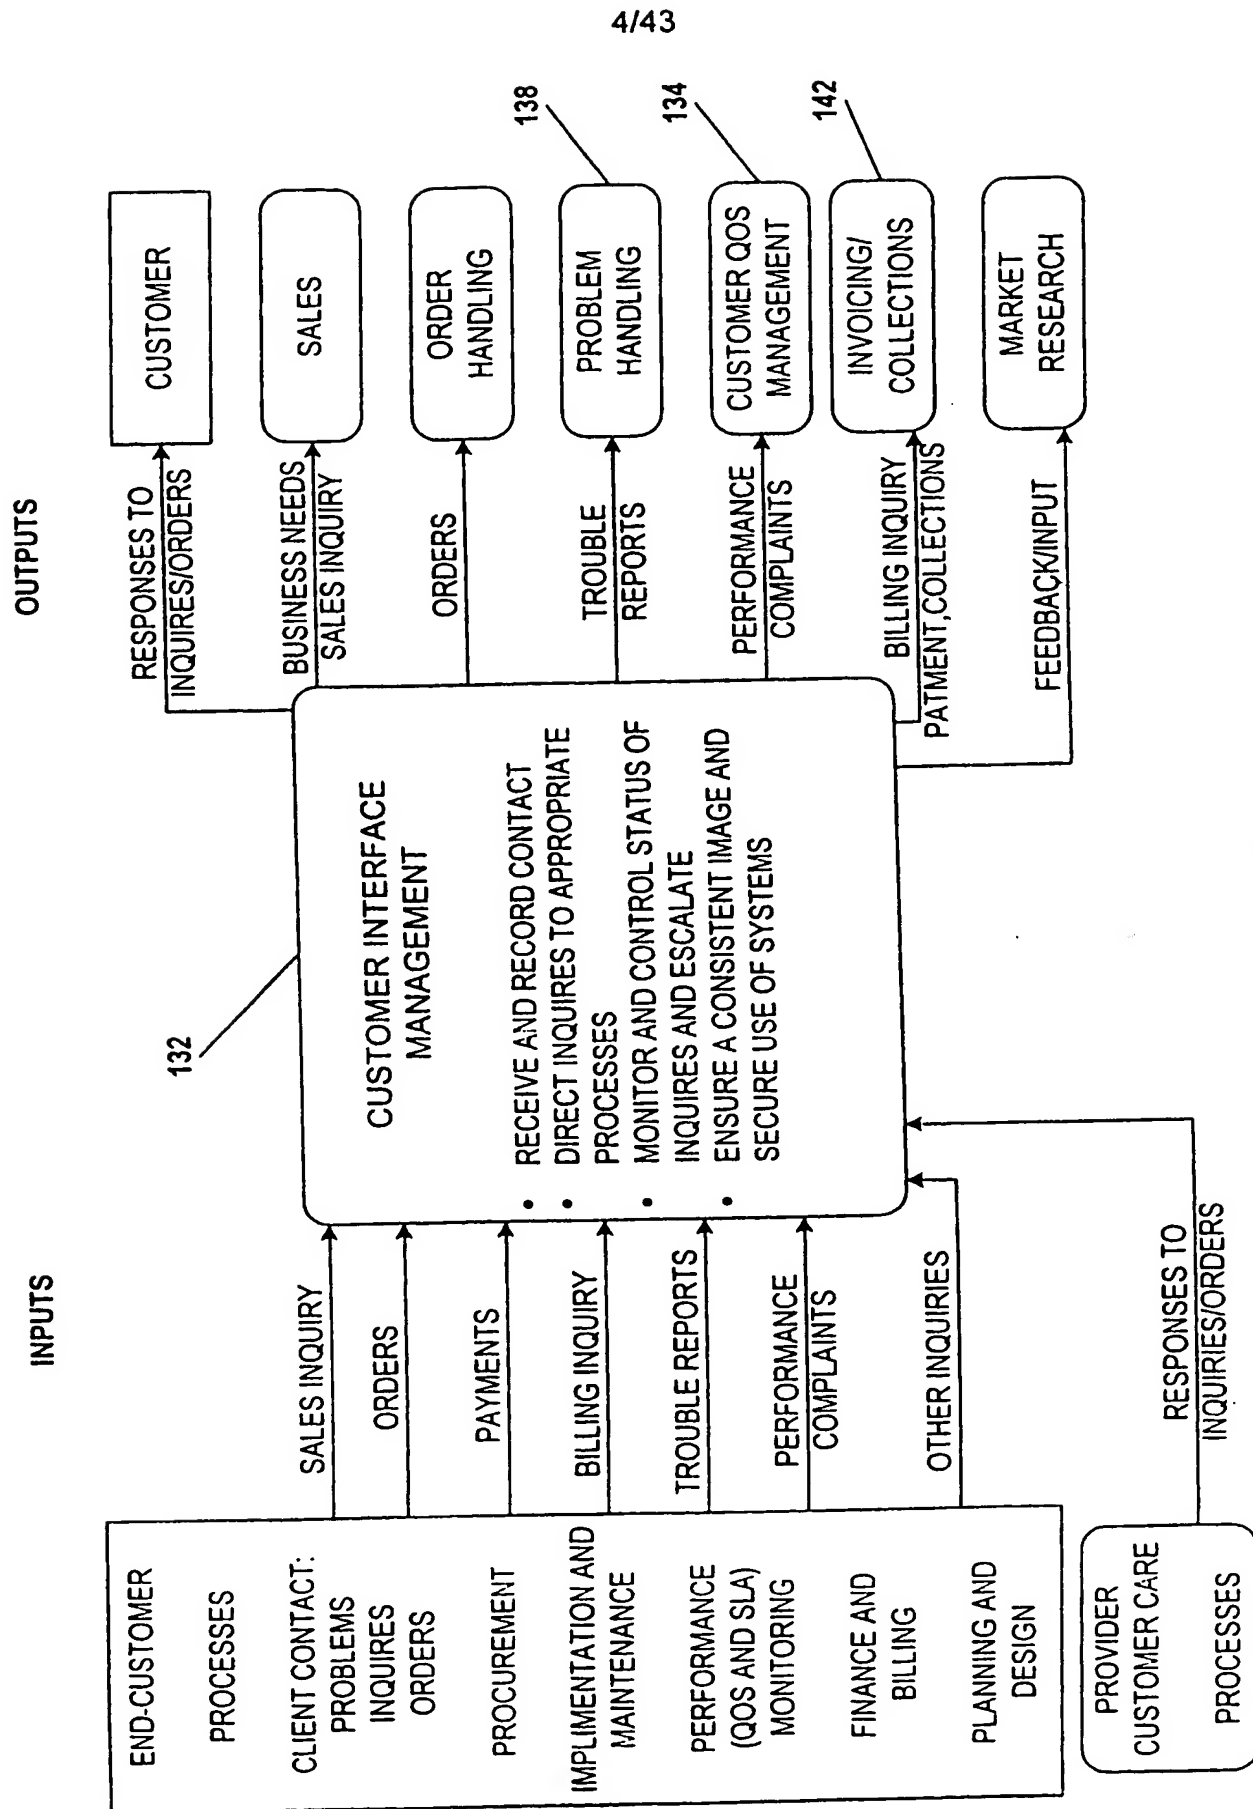 4/43
INPUTS
OUTPUTS
END-CUSTOMER
PROCESSES
CLIENT CONTACT:
PROBLEMS
INQUIRES
ORDERS
PROCUREMENT
IMPLIMENTATION AND
MAINTENANCE
PERFORMANCE
(QOS AND SLA)
MONITORING
FINANCE AND
BILLING
PLANNING AND
DESIGN
PROVIDER
CUSTOMER CARE
PROCESSES
SALES INQUIRY
ORDERS
PAYMENTS
BILLING INQUIRY
TROUBLE REPORTS
PERFORMANCE
COMPLAINTS
OTHER INQUIRIES
RESPONSES TO
INQUIRIES/ORDERS
132
CUSTOMER INTERFACE
MANAGEMENT
• RECEIVE AND RECORD CONTACT
• DIRECT INQUIRES TO APPROPRIATE
PROCESSES
• MONITOR AND CONTROL STATUS OF
INQUIRES AND ESCALATE
• ENSURE A CONSISTENT IMAGE AND
SECURE USE OF SYSTEMS
RESPONSES TO
INQUIRES/ORDERS
BUSINESS NEEDS
SALES INQUIRY
ORDERS
TROUBLE
REPORTS
PERFORMANCE
COMPLAINTS
BILLING INQUIRY
PATMENT,COLLECTIONS
FEEDBACK/INPUT
CUSTOMER
SALES
ORDER
HANDLING
PROBLEM
HANDLING
138
CUSTOMER QOS
MANAGEMENT
134
INVOICING/
COLLECTIONS
142
MARKET
RESEARCH